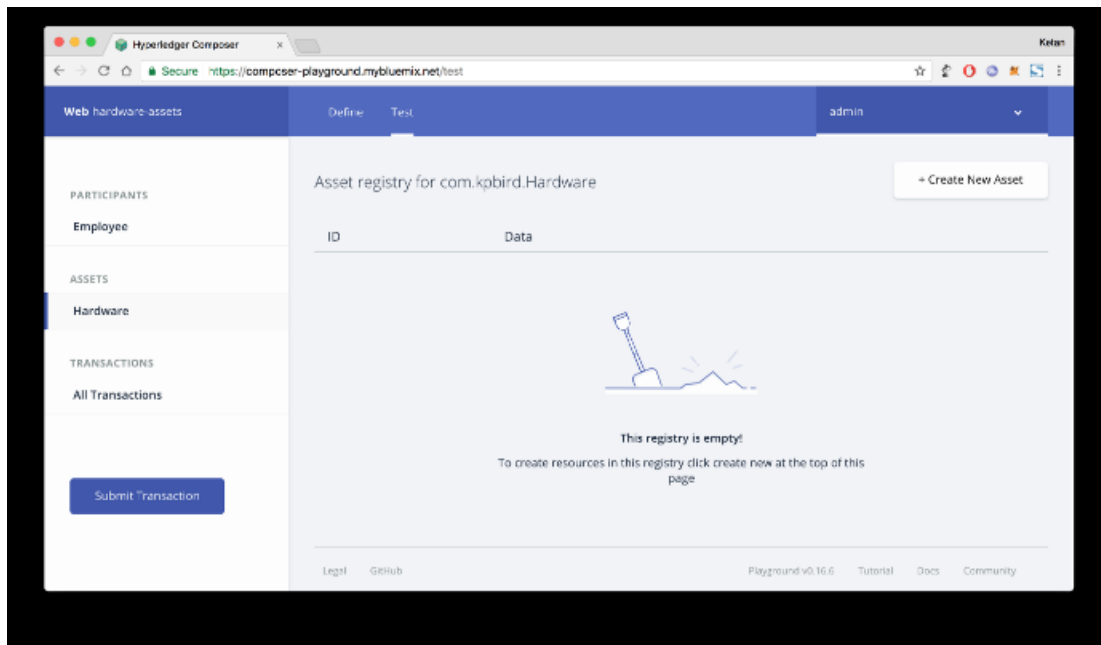 Hyperledger Composer
Ketan
Secure https://composer-playground.mybluemix.net/test
Web hardware-assets
Define Test
admin
PARTICIPANTS
Employee
ASSETS
Hardware
TRANSACTIONS
All Transactions
Submit Transaction
Asset registry for com.kpbird.Hardware
+ Create New Asset
ID Data
This registry is empty!
To create resources in this registry click create new at the top of this
page
Legal GitHub Playground v0.16.6 Tutorial Docs Community